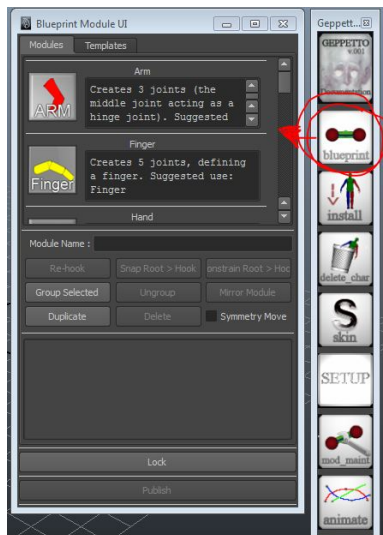 Blueprint Module UI
Modules
Templates
Arm
ARM
Creates 3 joints (the
middle joint acting as a
hinge joint). Suggested
Finger
Finger
Creates 5 joints, defining
a finger. Suggested use:
Finger
Hand
Module Name :
Re-hook
Snap Root > Hook
onstrain Root > Hoo
Group Selected
Ungroup
Mirror Module
Duplicate
Delete
Symmetry Move
Lock
Publish
Geppett...
GEPPETTO
v.001
Documentation
blueprint
install
delete_char
S
skin
SETUP
mod_maint
animate